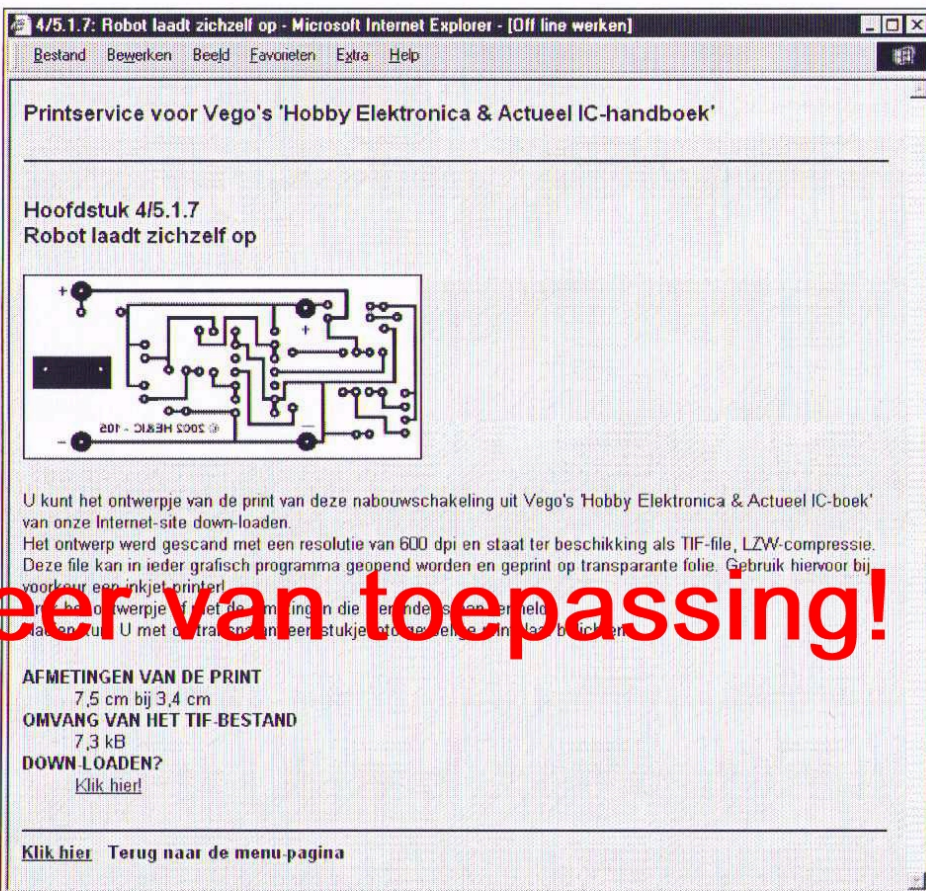 4/5.1.7: Robot laadt zichzelf op - Microsoft Internet Explorer - [Off line werken]
Bestand Bewerken Beeld Favorieten Extra Help
Printservice voor Vego's 'Hobby Elektronica & Actueel IC-handboek'
Hoofdstuk 4/5.1.7
Robot laadt zichzelf op
+
+
© 2002 HE&IC - 105
- -
U kunt het ontwerpje van de print van deze nabouwschakeling uit Vego's 'Hobby Elektronica & Actueel IC-boek'
van onze Internet-site down-loaden.
Het ontwerp werd gescand met een resolutie van 600 dpi en staat ter beschikking als TIF-file, LZW-compressie.
Deze file kan in ieder grafisch programma geopend worden en geprint op transparante folie. Gebruik hiervoor bij
voorkeur een inkjet-printer!
eer van toepassing!
ontwerpje met de die
U met een stukje
AFMETINGEN VAN DE PRINT
7,5 cm bij 3,4 cm
OMVANG VAN HET TIF-BESTAND
7,3 kB
DOWN-LOADEN?
Klik hier!
Klik hier Terug naar de menu-pagina